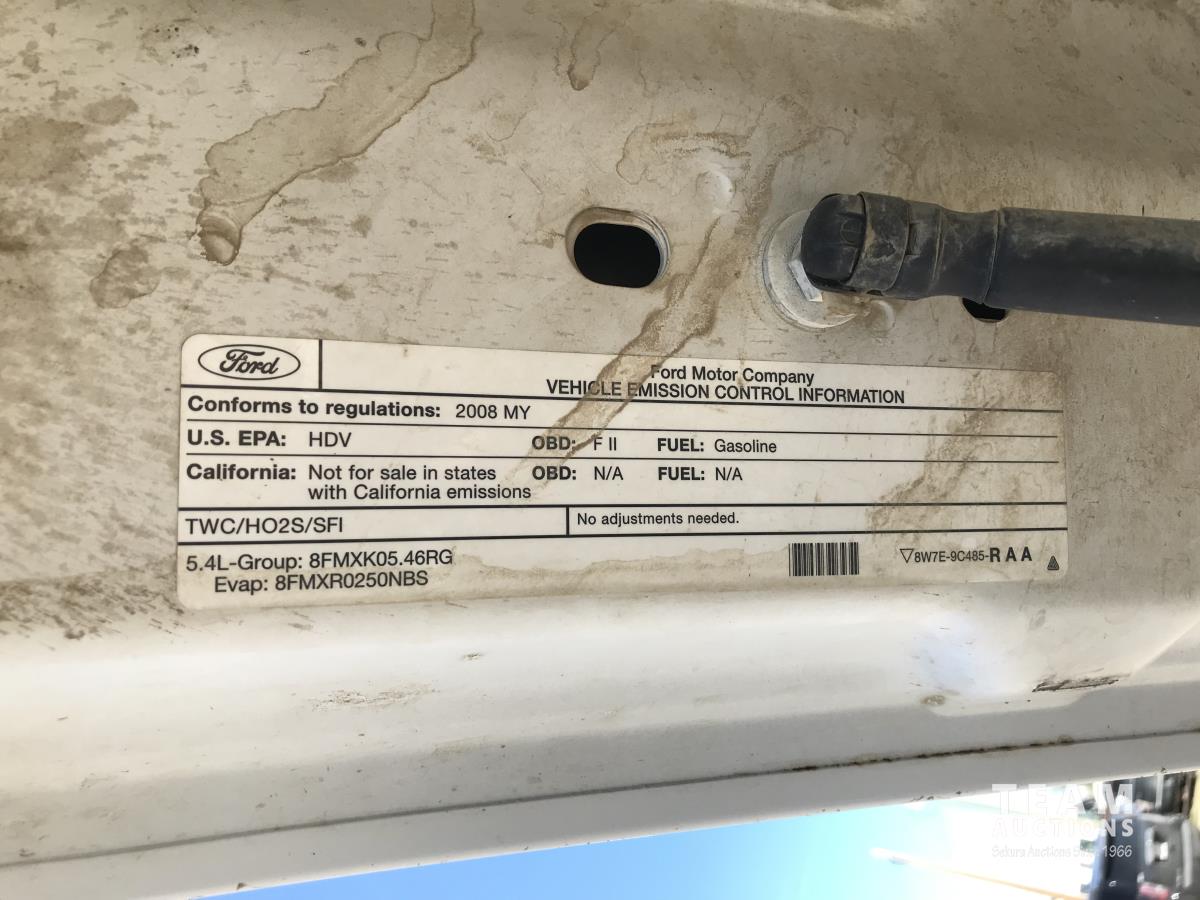 Ford
Ford Motor Company
VEHICLE EMISSION CONTROL INFORMATION
Conforms to regulations: 2008 MY
U.S. EPA: HDV OBD: F II FUEL: Gasoline
California: Not for sale in states OBD: N/A FUEL: N/A
with California emissions
TWC/HO2S/SFI
No adjustments needed.
5.4L-Group: 8FMXK05.46RG
Evap: 8FMXR0250NBS
▽8W7E-9C485-RAA
TEAM
AUCTIONS
Auctions 1966